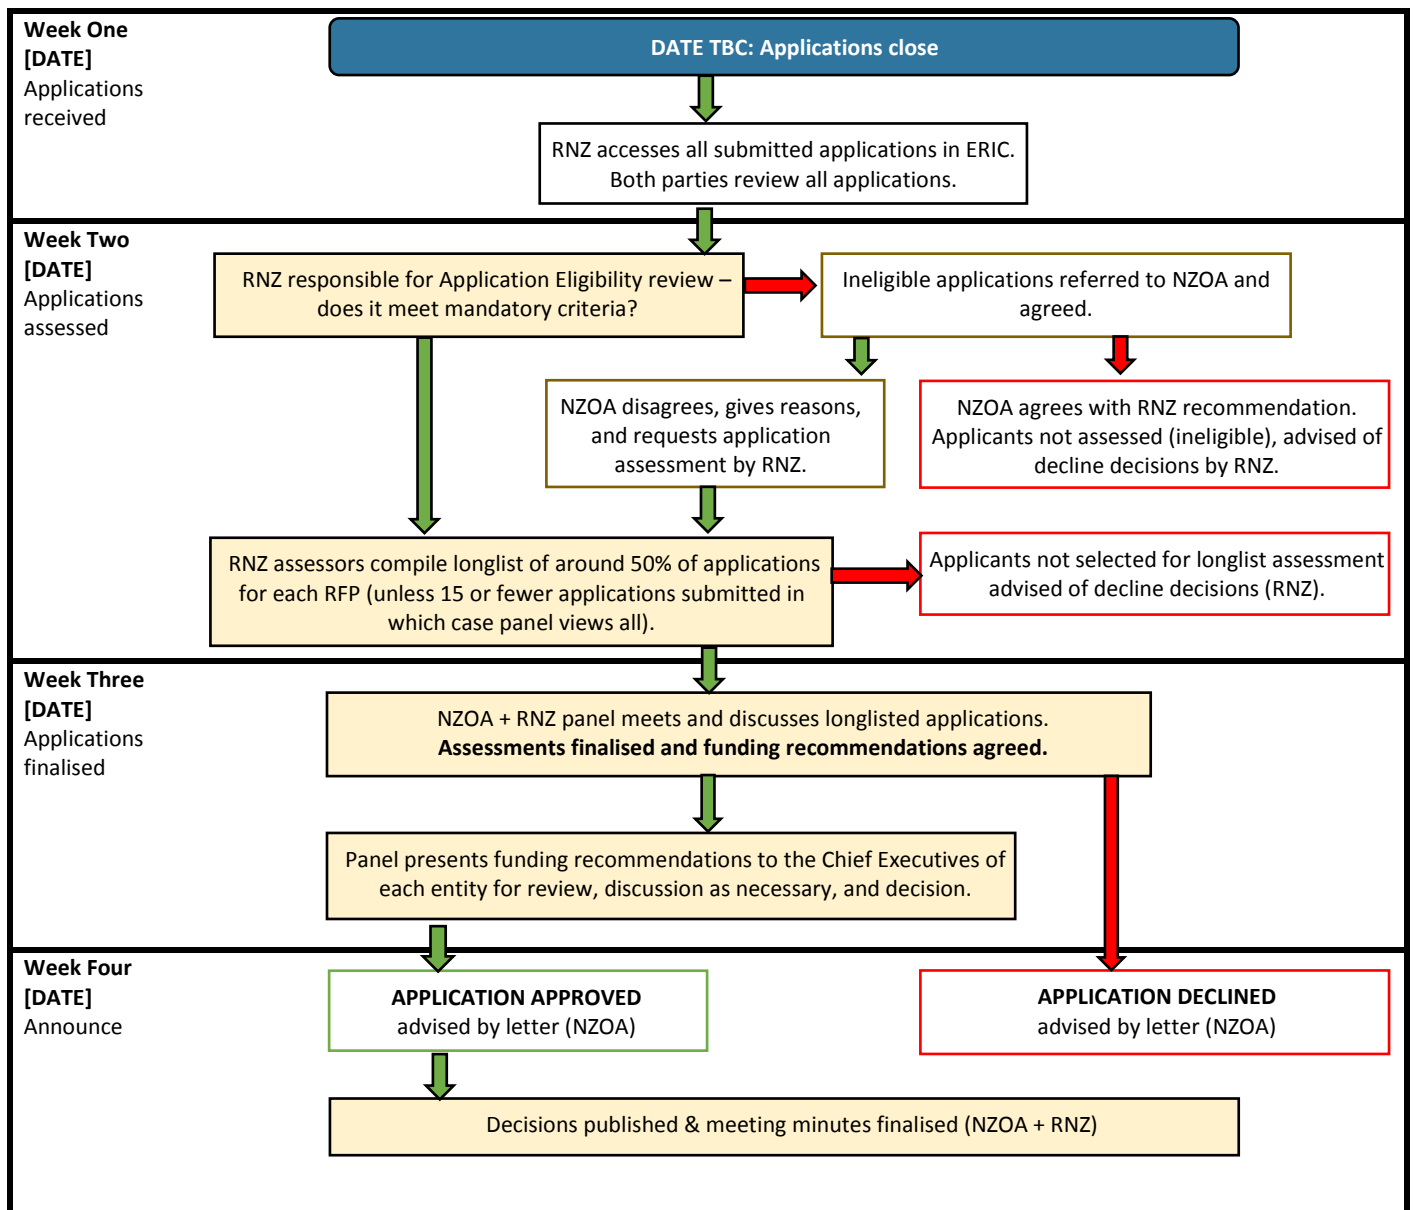 Week One
[DATE]
Applications
received
DATE TBC: Applications close
RNZ accesses all submitted applications in ERIC.
Both parties review all applications.
Week Two
[DATE]
Applications
assessed
RNZ responsible for Application Eligibility review –
does it meet mandatory criteria?
Ineligible applications referred to NZOA and
agreed.
NZOA disagrees, gives reasons,
and requests application
assessment by RNZ.
NZOA agrees with RNZ recommendation.
Applicants not assessed (ineligible), advised of
decline decisions by RNZ.
RNZ assessors compile longlist of around 50% of applications
for each RFP (unless 15 or fewer applications submitted in
which case panel views all).
Applicants not selected for longlist assessment
advised of decline decisions (RNZ).
Week Three
[DATE]
Applications
finalised
NZOA + RNZ panel meets and discusses longlisted applications.
Assessments finalised and funding recommendations agreed.
Panel presents funding recommendations to the Chief Executives of
each entity for review, discussion as necessary, and decision.
Week Four
[DATE]
Announce
APPLICATION APPROVED
advised by letter (NZOA)
APPLICATION DECLINED
advised by letter (NZOA)
Decisions published & meeting minutes finalised (NZOA + RNZ)